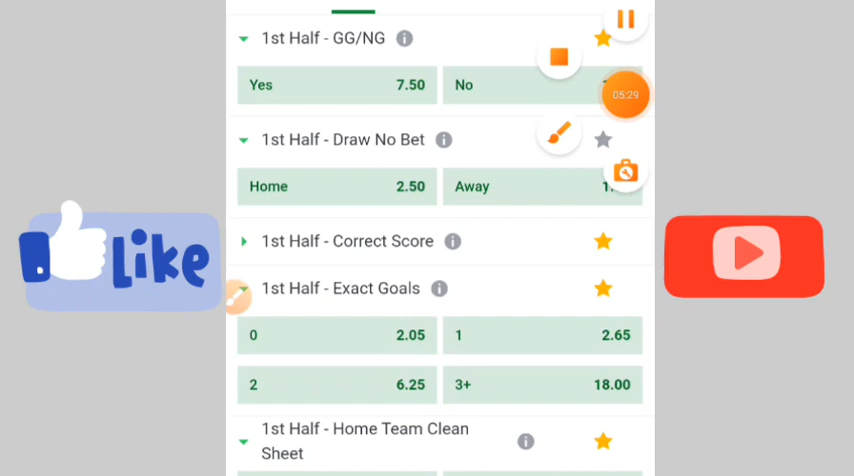 1st Half - GG/NG
Yes 7.50 No
05:29
1st Half - Draw No Bet
Home 2.50 Away 1.
1st Half - Correct Score
Like
1st Half - Exact Goals
0 2.05 1 2.65
2 6.25 3+ 18.00
1st Half - Home Team Clean
Sheet